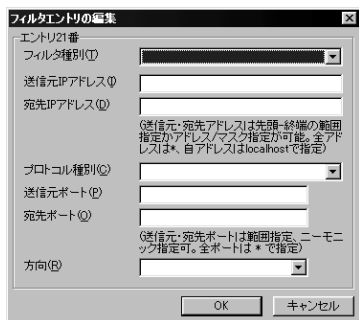 フィルタエントリの編集
エントリ21番
フィルタ種別(T)
送信元IPアドレス(I)
宛先IPアドレス(D)
(送信元・宛先アドレスは先頭-終端の範囲
指定かアドレス/マスク指定が可能。全アド
レスは*、自アドレスはlocalhostで指定)
プロトコル種別(C)
送信元ポート(P)
宛先ポート(O)
(送信元・宛先ポートは範囲指定、ニーモニ
ック指定可。全ポートは * で指定)
方向(R)
OK
キャンセル